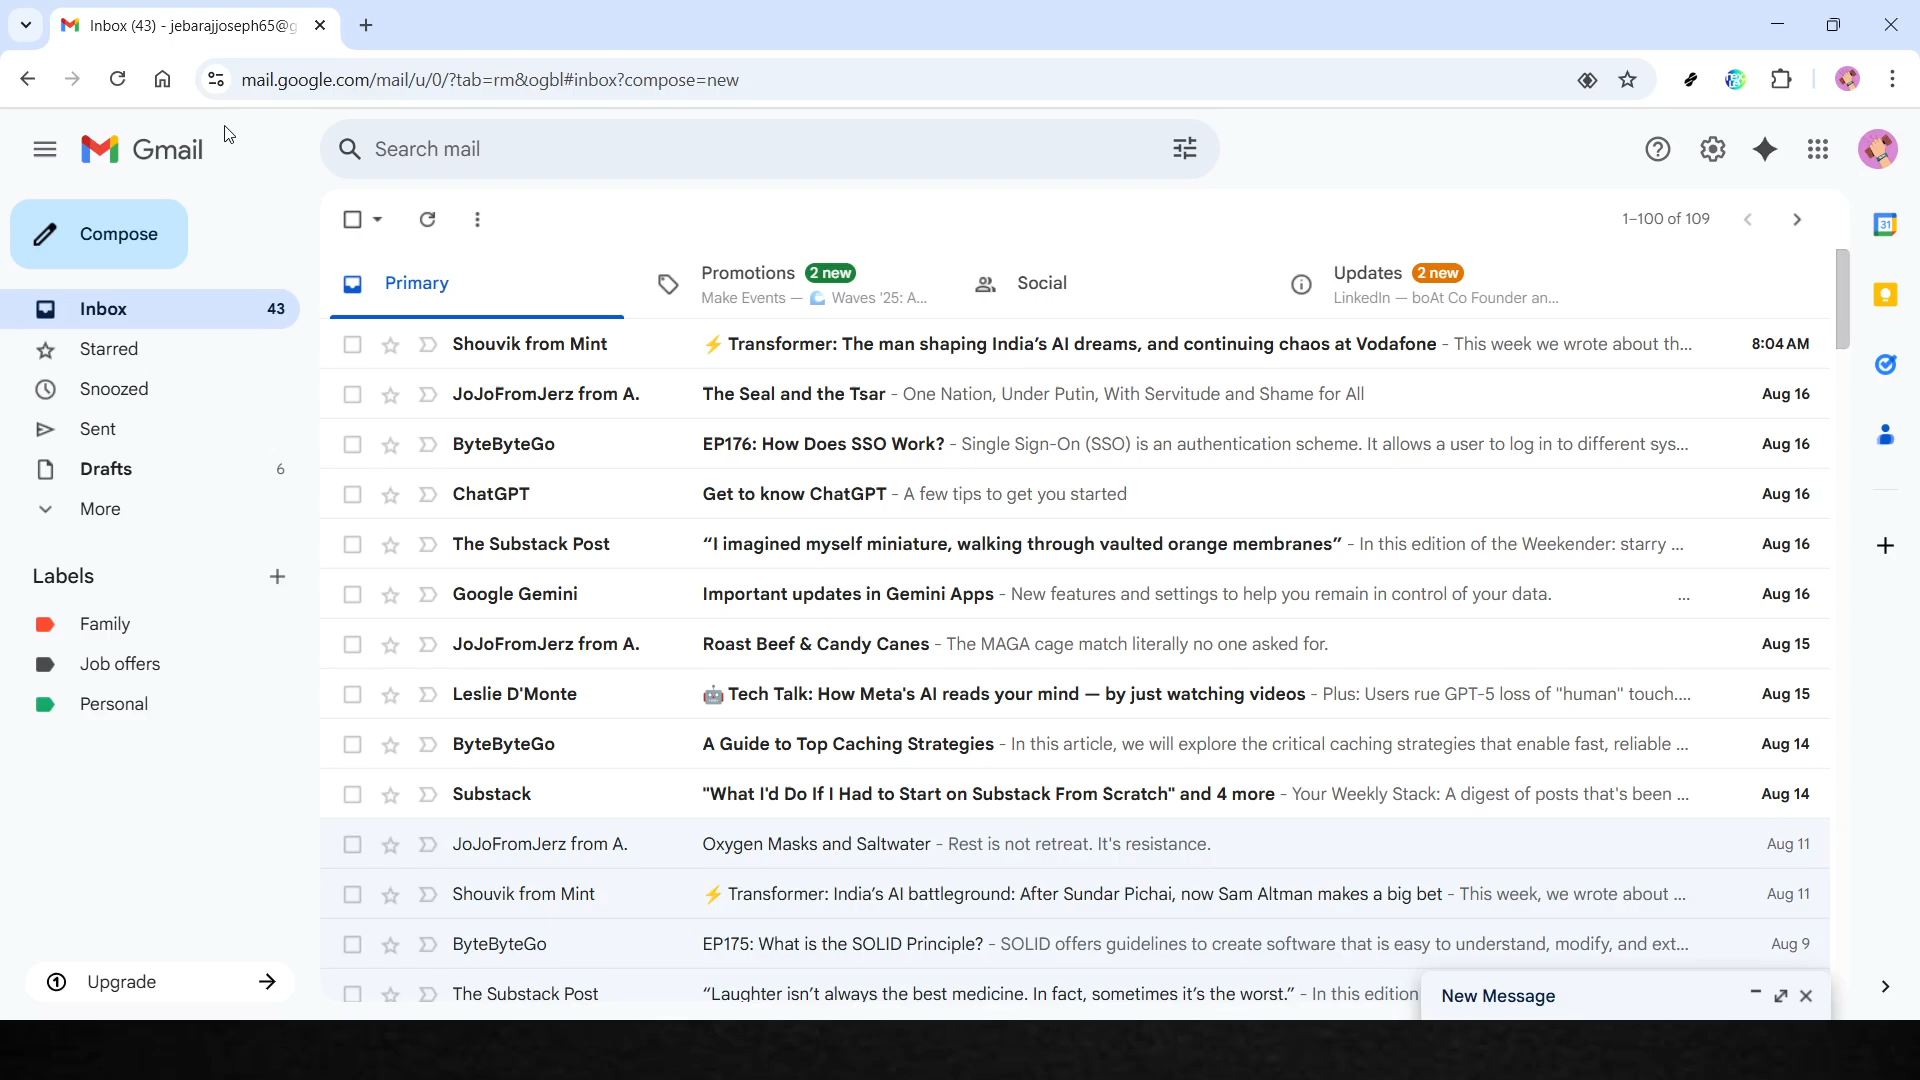 Inbox (43) - jebarajjoseph65@g
mail.google.com/mail/u/0/?tab=rm&ogbl#inbox?compose=new
Gmail
Search mail
Compose
1–100 of 109
Primary
Promotions 2 new
Make Events — 🌊 Waves '25: A...
Social
Updates 2 new
LinkedIn — boAt Co Founder an...
Inbox 43
Starred
Snoozed
Sent
Drafts 6
More
Labels
Family
Job offers
Personal
Upgrade
Shouvik from Mint ⚡ Transformer: The man shaping India’s AI dreams, and continuing chaos at Vodafone - This week we wrote about th... 8:04 AM
JoJoFromJerz from A. The Seal and the Tsar - One Nation, Under Putin, With Servitude and Shame for All Aug 16
ByteByteGo EP176: How Does SSO Work? - Single Sign-On (SSO) is an authentication scheme. It allows a user to log in to different sys... Aug 16
ChatGPT Get to know ChatGPT - A few tips to get you started Aug 16
The Substack Post “I imagined myself miniature, walking through vaulted orange membranes” - In this edition of the Weekender: starry ... Aug 16
Google Gemini Important updates in Gemini Apps - New features and settings to help you remain in control of your data. ... Aug 16
JoJoFromJerz from A. Roast Beef & Candy Canes - The MAGA cage match literally no one asked for. Aug 15
Leslie D'Monte 🤖 Tech Talk: How Meta's AI reads your mind — by just watching videos - Plus: Users rue GPT-5 loss of "human" touch.... Aug 15
ByteByteGo A Guide to Top Caching Strategies - In this article, we will explore the critical caching strategies that enable fast, reliable ... Aug 14
Substack "What I'd Do If I Had to Start on Substack From Scratch" and 4 more - Your Weekly Stack: A digest of posts that's been ... Aug 14
JoJoFromJerz from A. Oxygen Masks and Saltwater - Rest is not retreat. It's resistance. Aug 11
Shouvik from Mint ⚡ Transformer: India’s AI battleground: After Sundar Pichai, now Sam Altman makes a big bet - This week, we wrote about ... Aug 11
ByteByteGo EP175: What is the SOLID Principle? - SOLID offers guidelines to create software that is easy to understand, modify, and ext... Aug 9
The Substack Post “Laughter isn’t always the best medicine. In fact, sometimes it’s the worst.” - In this edition
New Message
31